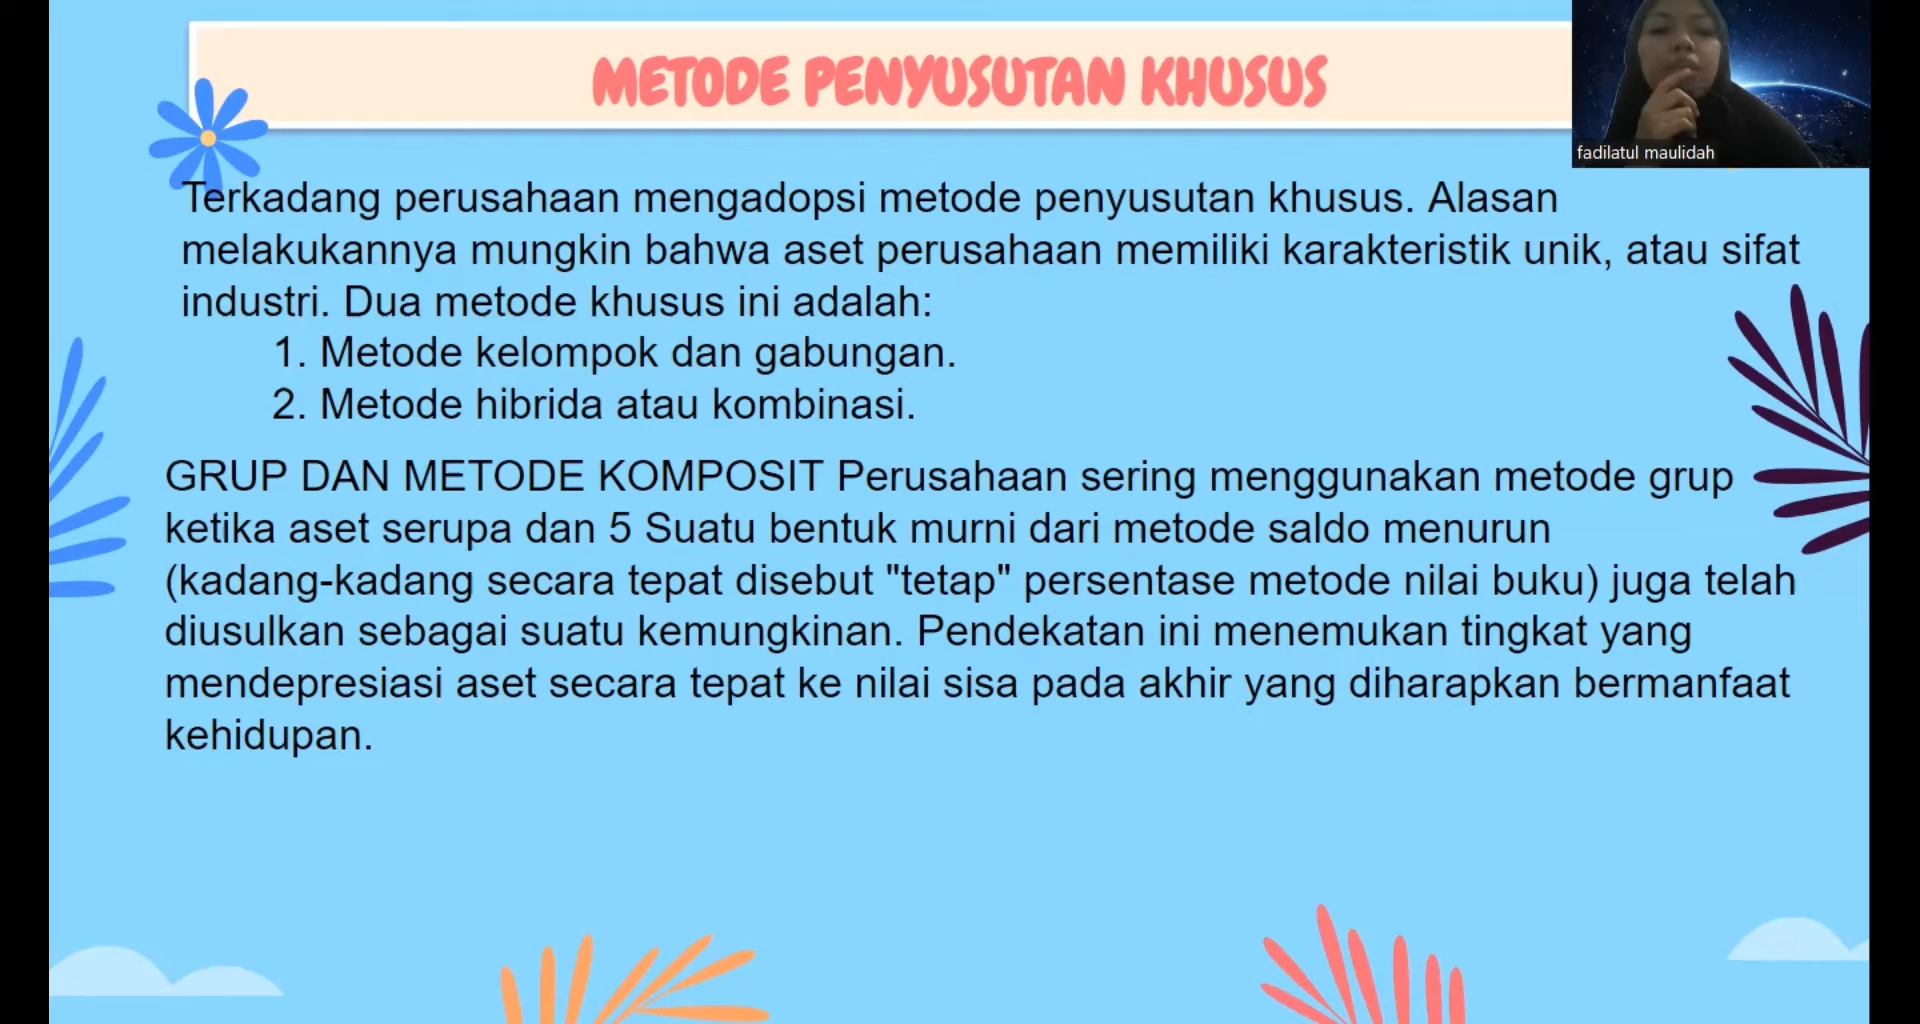 METODE PENYUSUTAN KHUSUS
fadilatul maulidah
Terkadang perusahaan mengadopsi metode penyusutan khusus. Alasan
melakukannya mungkin bahwa aset perusahaan memiliki karakteristik unik, atau sifat
industri. Dua metode khusus ini adalah:
1. Metode kelompok dan gabungan.
2. Metode hibrida atau kombinasi.
GRUP DAN METODE KOMPOSIT Perusahaan sering menggunakan metode grup
ketika aset serupa dan 5 Suatu bentuk murni dari metode saldo menurun
(kadang-kadang secara tepat disebut "tetap" persentase metode nilai buku) juga telah
diusulkan sebagai suatu kemungkinan. Pendekatan ini menemukan tingkat yang
mendepresiasi aset secara tepat ke nilai sisa pada akhir yang diharapkan bermanfaat
kehidupan.